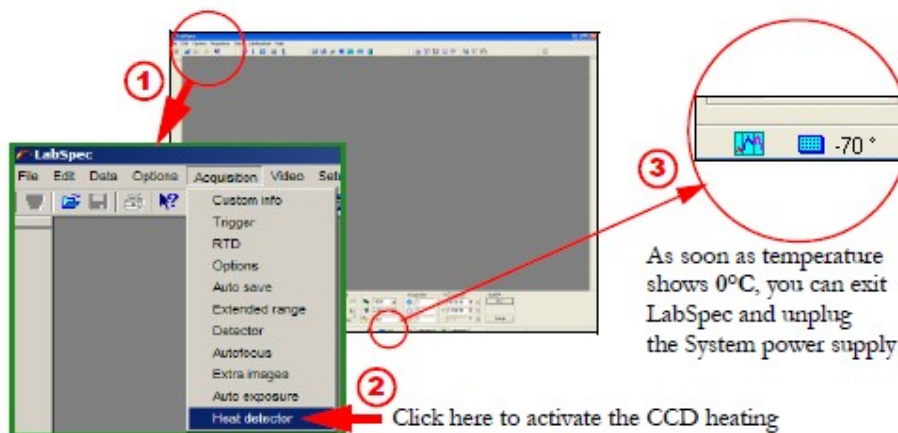 1
LabSpec
File Edit Data Options Acquisition Video
Custom info
Trigger
RTD
Options
Auto save
Extended range
Detector
Autofocus
Extra images
Auto exposure
Heat detector
2
Click here to activate the CCD heating
3
-70 °
As soon as temperature
shows 0°C, you can exit
LabSpec and unplug
the System power supply